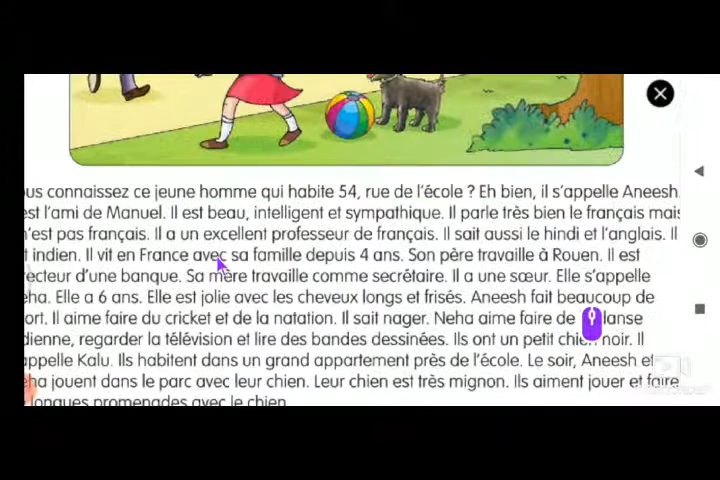 ous connaissez ce jeune homme qui habite 54, rue de l'école ? Eh bien, il s'appelle Aneesh.
est l'ami de Manuel. Il est beau, intelligent et sympathique. Il parle très bien le français mais
n'est pas français. Il a un excellent professeur de français. Il sait aussi le hindi et l'anglais. Il
t indien. Il vit en France avec sa famille depuis 4 ans. Son père travaille à Rouen. Il est
recteur d'une banque. Sa mère travaille comme secrétaire. Il a une sœur. Elle s'appelle
eha. Elle a 6 ans. Elle est jolie avec les cheveux longs et frisés. Aneesh fait beaucoup de
ort. Il aime faire du cricket et de la natation. Il sait nager. Neha aime faire de lanse
dienne, regarder la télévision et lire des bandes dessinées. Ils ont un petit chien noir. Il
appelle Kalu. Ils habitent dans un grand appartement près de l'école. Le soir, Aneesh et
eha jouent dans le parc avec leur chien. Leur chien est très mignon. Ils aiment jouer et faire
longues promenades avec le chien.